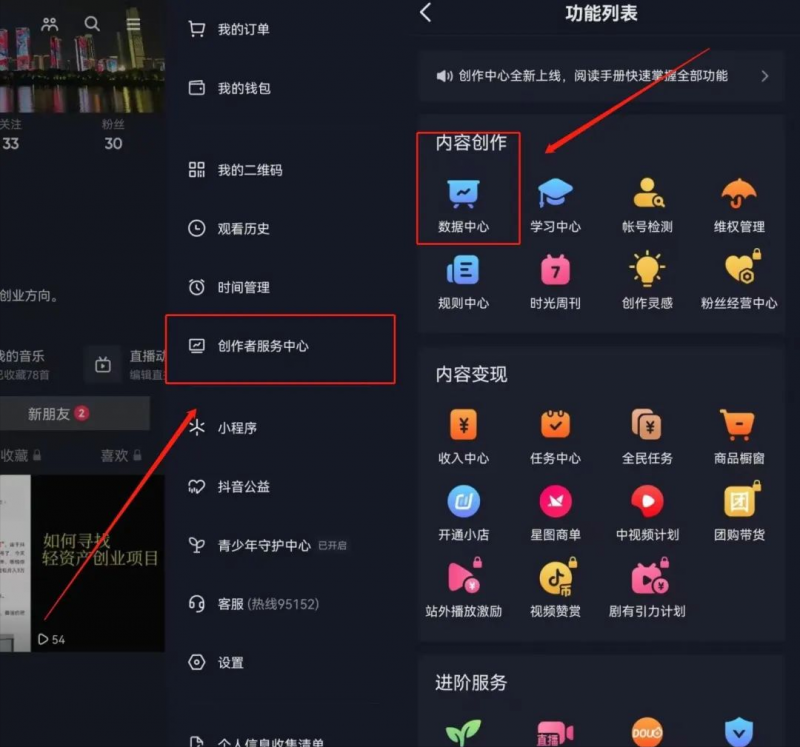 关注
33
粉丝
30
创业方向。
我的音乐
已收藏78首
直播动
编辑直
新朋友 2
收藏
喜欢
如何寻找
轻资产创业项目
54
我的订单
我的钱包
我的二维码
观看历史
时间管理
创作者服务中心
小程序
抖音公益
青少年守护中心 已开启
客服 (热线95152)
设置
个人信息收集清单
功能列表
创作中心全新上线，阅读手册快速掌握全部功能
内容创作
数据中心 学习中心 帐号检测 维权管理
7
规则中心 时光周刊 创作灵感 粉丝经营中心
内容变现
收入中心 任务中心 全民任务 商品橱窗
团
开通小店 星图商单 中视频计划 团购带货
币
站外播放激励 视频赞赏 剧有引力计划
进阶服务
直播 DOU+